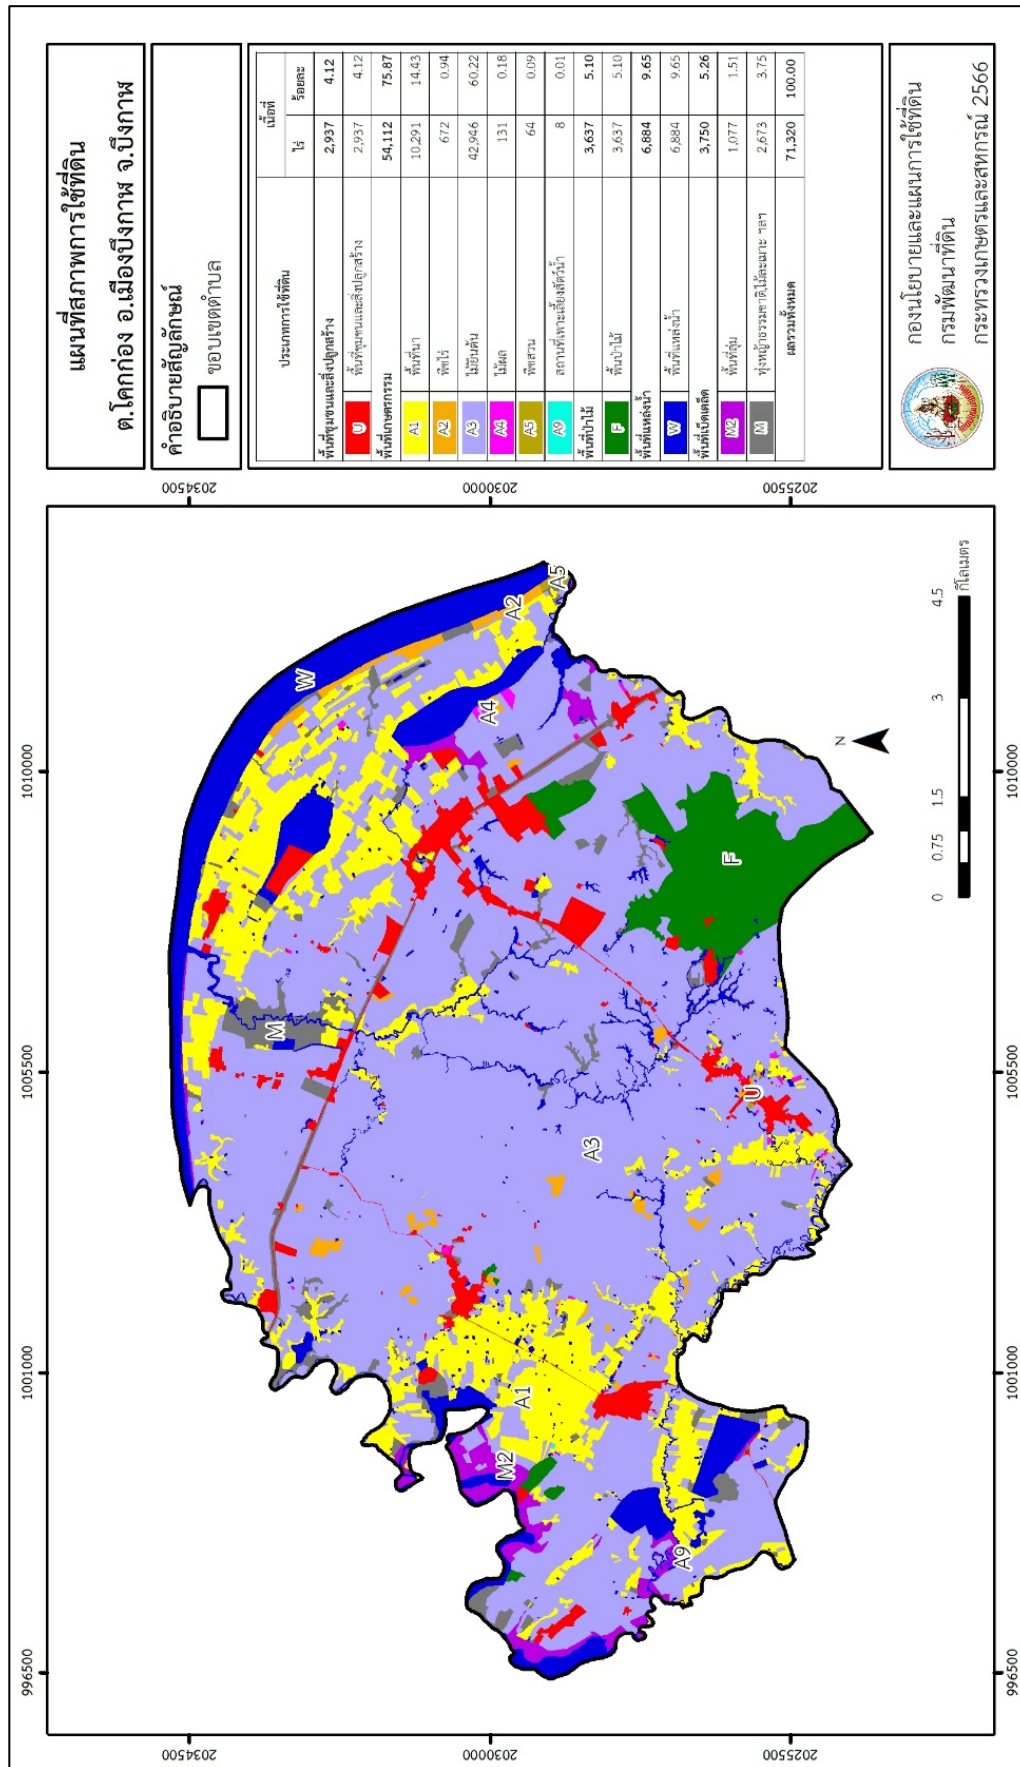 แผนที่สภาพการใช้ที่ดิน
ต.โคกก่อง อ.เมืองบึงกาฬ จ.บึงกาฬ
คำอธิบายสัญลักษณ์
ขอบเขตตำบล
ประเภทการใช้ที่ดิน เนื้อที่
ไร่ ร้อยละ
พื้นที่ชุมชนและสิ่งปลูกสร้าง 2,937 4.12
U พื้นที่ชุมชนและสิ่งปลูกสร้าง 2,937 4.12
พื้นที่เกษตรกรรม 54,112 75.87
A1 พื้นที่นา 10,291 14.43
A2 พืชไร่ 672 0.94
A3 ไม้ยืนต้น 42,946 60.22
A4 ไม้ผล 131 0.18
A5 พืชสวน 64 0.09
A9 สถานที่เพาะเลี้ยงสัตว์น้ำ 8 0.01
พื้นที่ป่าไม้ 3,637 5.10
F พื้นป่าไม้ 3,637 5.10
พื้นที่แหล่งน้ำ 6,884 9.65
W พื้นที่แหล่งน้ำ 6,884 9.65
พื้นที่เบ็ดเตล็ด 3,750 5.26
M2 พื้นที่ลุ่ม 1,077 1.51
M ทุ่งหญ้าธรรมชาติ,ไม้ละเมาะ ฯลฯ 2,673 3.75
ผลรวมทั้งหมด 71,320 100.00
กองนโยบายและแผนการใช้ที่ดิน
กรมพัฒนาที่ดิน
กระทรวงเกษตรและสหกรณ์ 2566
996500 1001000 1005500 1010000
2034500 2034500
W
M
A2
A5
A4
M2
A1
2030000 2030000
A3
A9
U
F
N
2025500 2025500
0 0.75 1.5 3 4.5
กิโลเมตร
996500 1001000 1005500 1010000